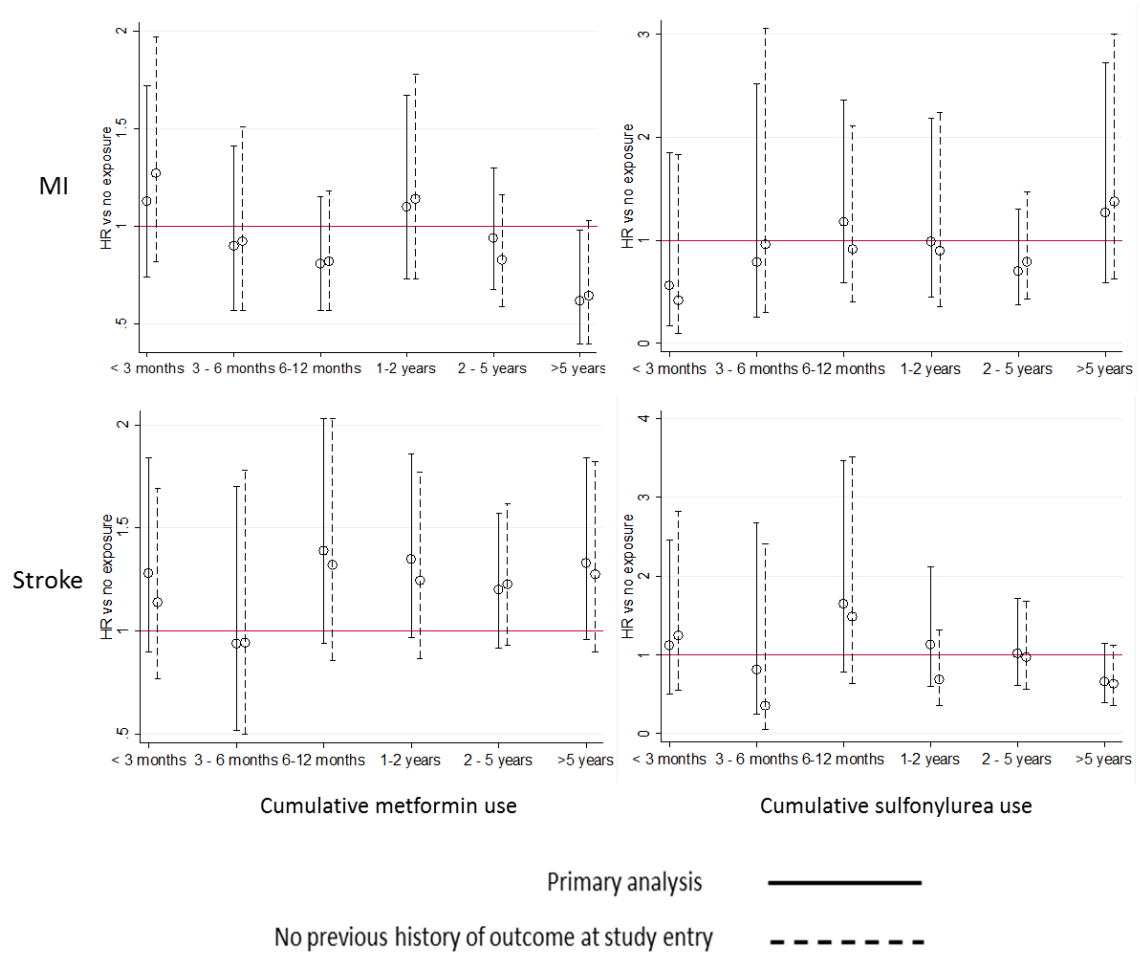 MI
HR vs no exposure
2
1.5
1
.5
< 3 months 3 - 6 months 6-12 months 1-2 years 2 - 5 years >5 years
HR vs no exposure
3
2
1
0
< 3 months 3 - 6 months 6-12 months 1-2 years 2 - 5 years >5 years
Stroke
HR vs no exposure
2
1.5
1
.5
< 3 months 3 - 6 months 6-12 months 1-2 years 2 - 5 years >5 years
Cumulative metformin use
HR vs no exposure
4
3
2
1
0
< 3 months 3 - 6 months 6-12 months 1-2 years 2 - 5 years >5 years
Cumulative sulfonylurea use
Primary analysis
No previous history of outcome at study entry